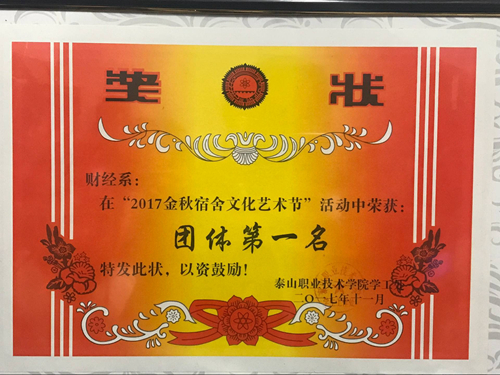 奖状
财经系：
在“2017金秋宿舍文化艺术节”活动中荣获：
团体第一名
特发此状，以资鼓励！
泰山职业技术学院学工处
二〇一七年十一月